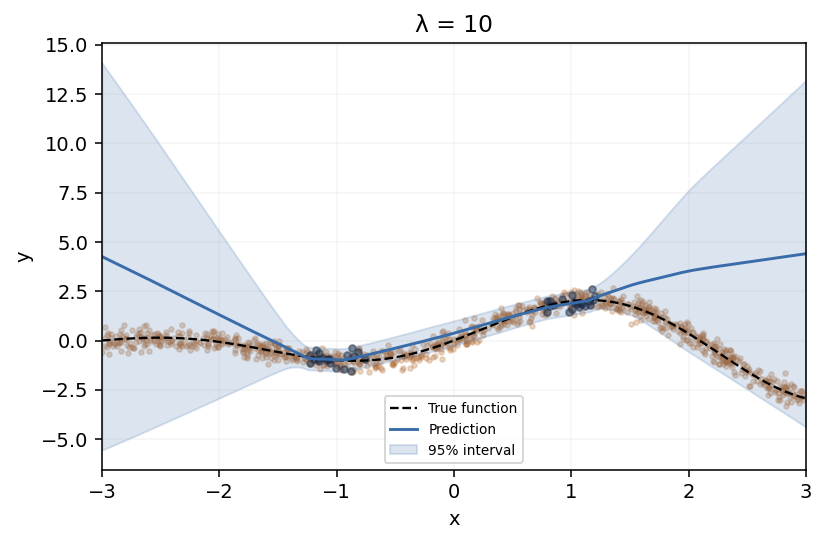 λ = 10
15.0
12.5
10.0
7.5
5.0
2.5
0.0
−2.5
−5.0
y
True function
Prediction
95% interval
−3 −2 −1 0 1 2 3
x